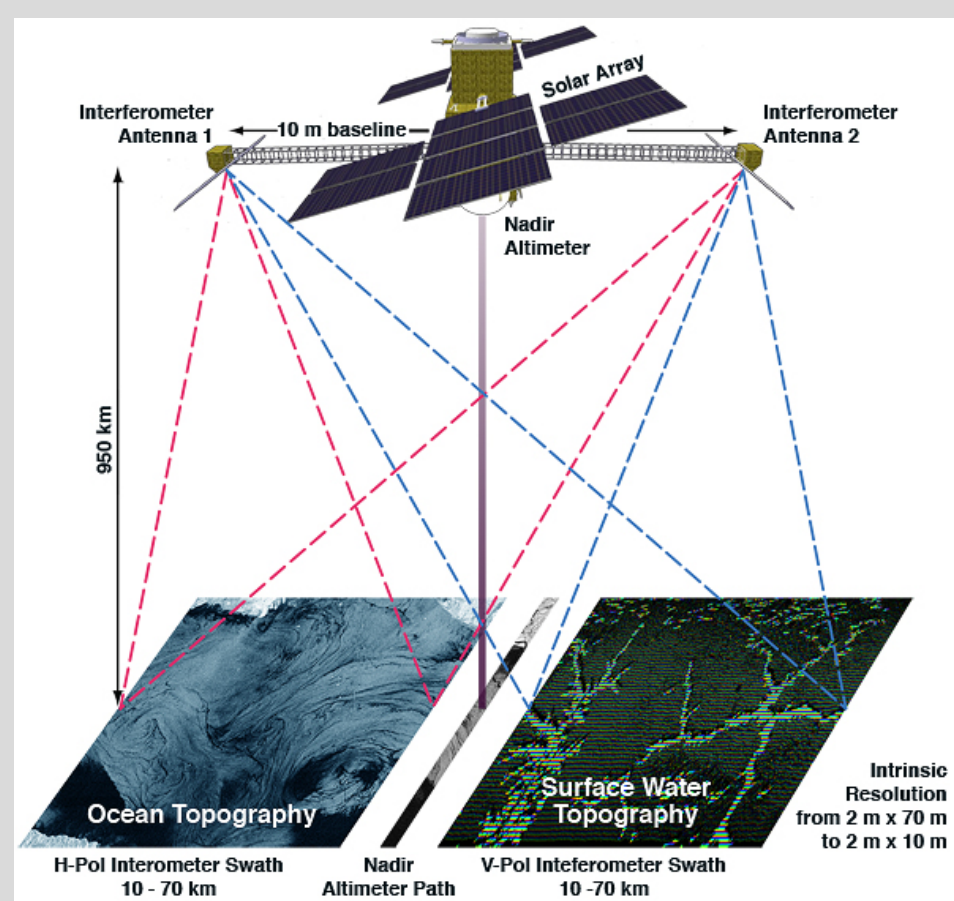 Solar Array
Interferometer
Antenna 1
10 m baseline
Interferometer
Antenna 2
Nadir
Altimeter
950 km
Ocean Topography
Surface Water
Topography
Intrinsic
Resolution
from 2 m x 70 m
to 2 m x 10 m
H-Pol Interometer Swath
10 - 70 km
Nadir
Altimeter Path
V-Pol Inteferometer Swath
10 -70 km